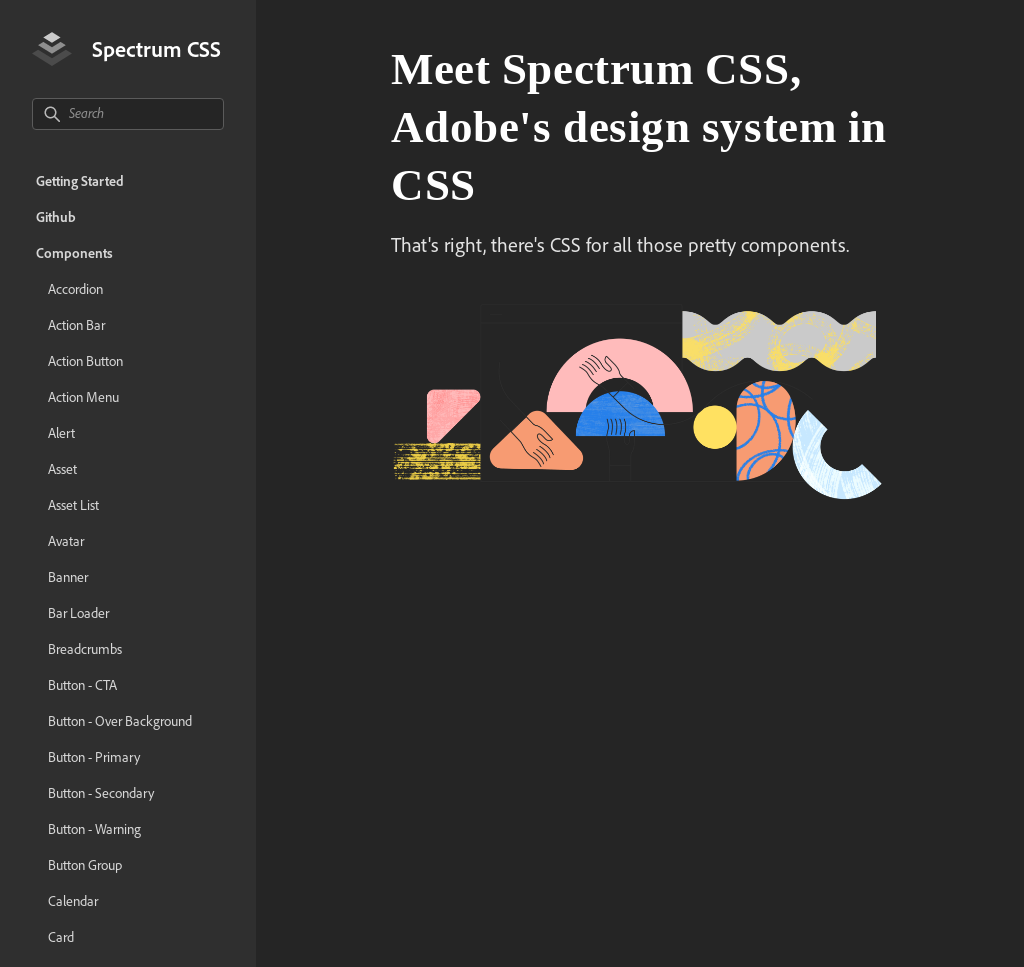 Spectrum CSS
Search
Getting Started
Github
Components
Accordion
Action Bar
Action Button
Action Menu
Alert
Asset
Asset List
Avatar
Banner
Bar Loader
Breadcrumbs
Button - CTA
Button - Over Background
Button - Primary
Button - Secondary
Button - Warning
Button Group
Calendar
Card
Meet Spectrum CSS,
Adobe's design system in
CSS
That's right, there's CSS for all those pretty components.